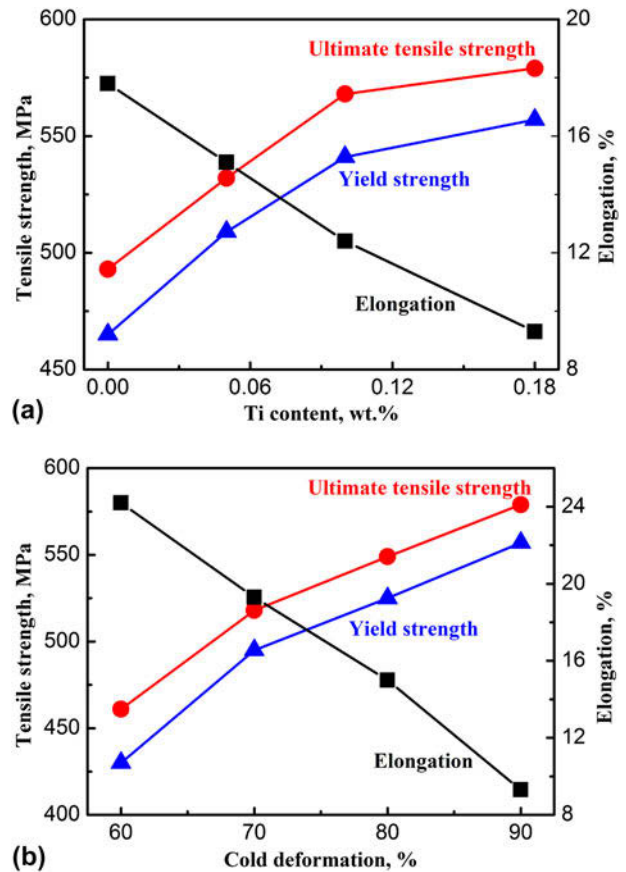 600
550
500
450
Tensile strength, MPa
Ultimate tensile strength
Yield strength
Elongation
20
16
12
8
Elongation, %
0.00 0.06 0.12 0.18
(a) Ti content, wt.%
600
550
500
450
400
Tensile strength, MPa
Ultimate tensile strength
Yield strength
Elongation
24
20
16
12
8
Elongation, %
60 70 80 90
(b) Cold deformation, %